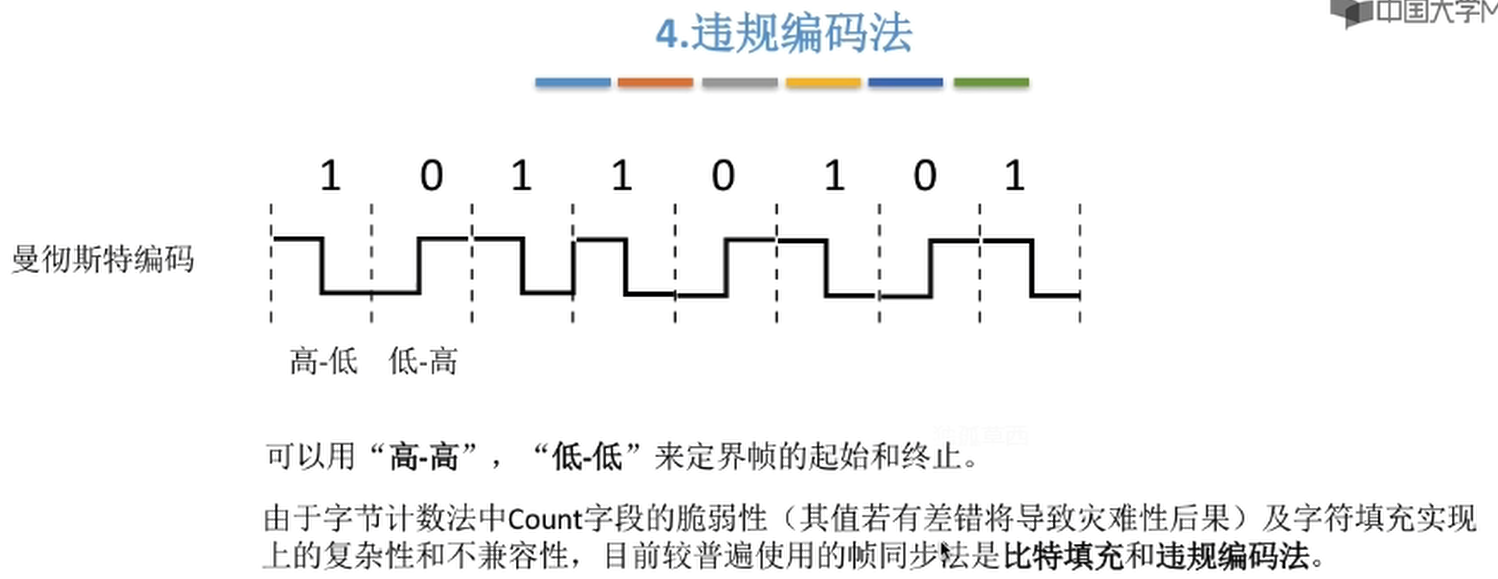 中国大学M
4.违规编码法
1 0 1 1 0 1 0 1
曼彻斯特编码
高-低 低-高
可以用“高-高”，“低-低”来定界帧的起始和终止。
由于字节计数法中Count字段的脆弱性（其值若有差错将导致灾难性后果）及字符填充实现
上的复杂性和不兼容性，目前较普遍使用的帧同步法是比特填充和违规编码法。